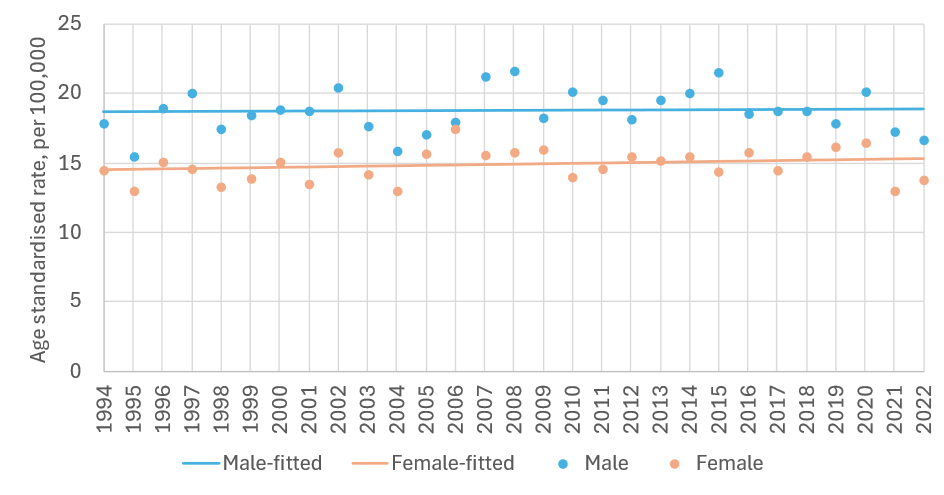 Age standardised rate, per 100,000
25
20
15
10
5
0
1994 1995 1996 1997 1998 1999 2000 2001 2002 2003 2004 2005 2006 2007 2008 2009 2010 2011 2012 2013 2014 2015 2016 2017 2018 2019 2020 2021 2022
Male-fitted Female-fitted Male Female